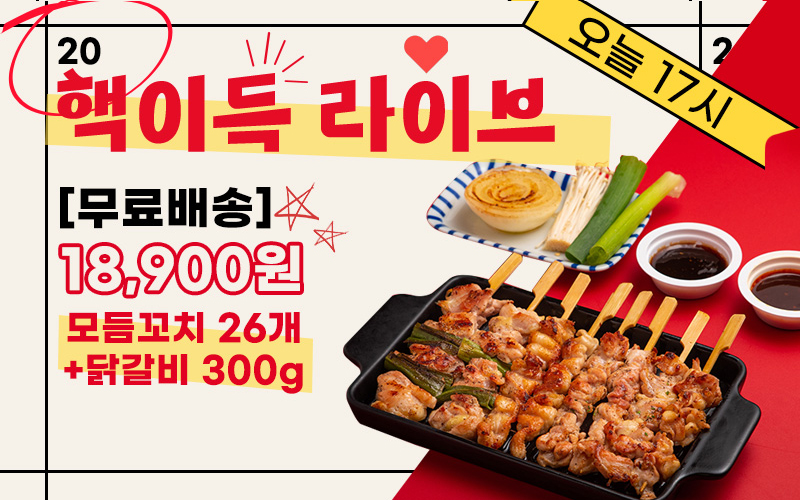 20
핵이득 라이브
2
오늘 17시
[무료배송]
18,900원
모듬꼬치 26개
+닭갈비 300g